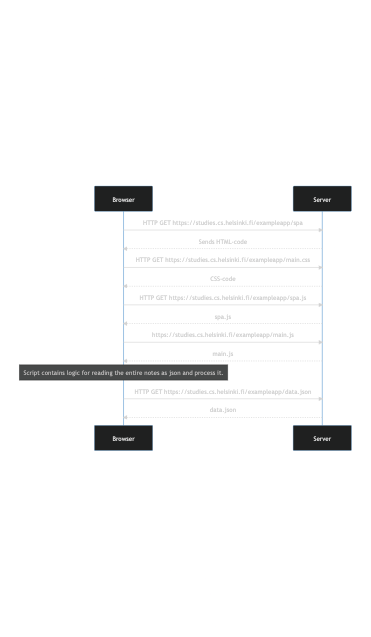 Browser
Server
HTTP GET https://studies.cs.helsinki.fi/exampleapp/spa
Sends HTML-code
HTTP GET https://studies.cs.helsinki.fi/exampleapp/main.css
CSS-code
HTTP GET https://studies.cs.helsinki.fi/exampleapp/spa.js
spa.js
https://studies.cs.helsinki.fi/exampleapp/main.js
main.js
Script contains logic for reading the entire notes as json and process it.
HTTP GET https://studies.cs.helsinki.fi/exampleapp/data.json
data.json
Browser
Server